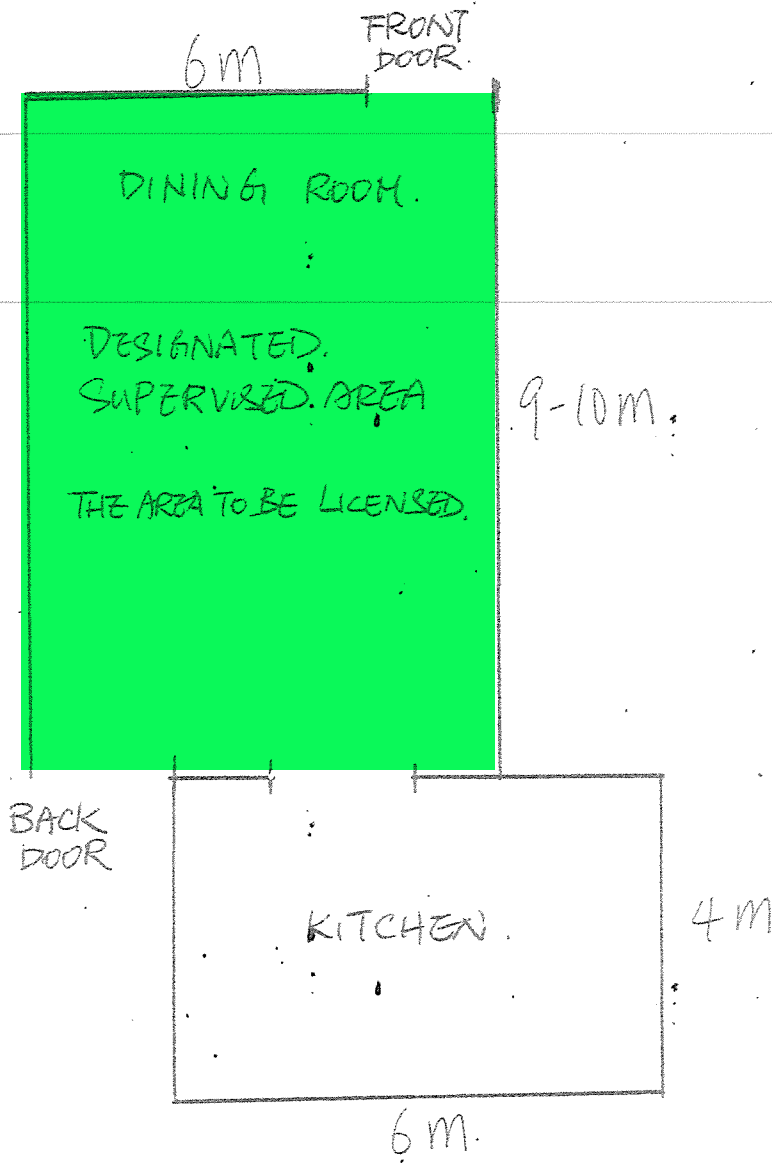 FRONT
DOOR.
6M
DINING ROOM.
DESIGNATED.
SUPERVISED. AREA
9-10M.
THE AREA TO BE LICENSED.
BACK
DOOR
KITCHEN.
4M
6M.